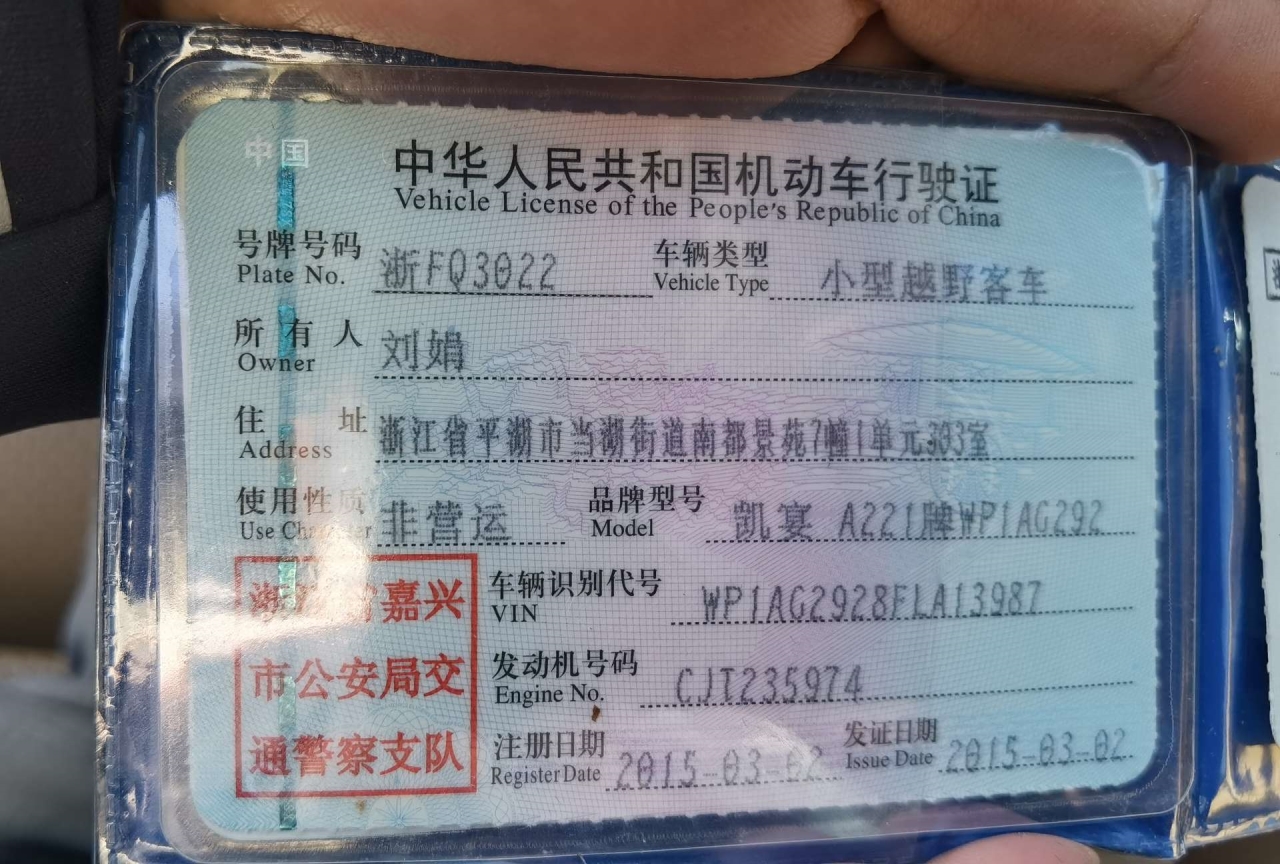 中国
中华人民共和国机动车行驶证
Vehicle License of the People's Republic of China
号牌号码 浙FQ3022 车辆类型 小型越野客车
Plate No. Vehicle Type
所有人 刘娟
Owner
住址 浙江省平湖市当湖街道南都景苑7幢1单元303室
Address
使用性质 非营运 品牌型号 凯宴 A221牌WP1AG292
Use Character Model
车辆识别代号 WP1AG2928FLA13987
VIN
发动机号码 CJT235974
Engine No.
注册日期 2015-03-02 发证日期 2015-03-02
Register Date Issue Date
浙江省嘉兴
市公安局交
通警察支队